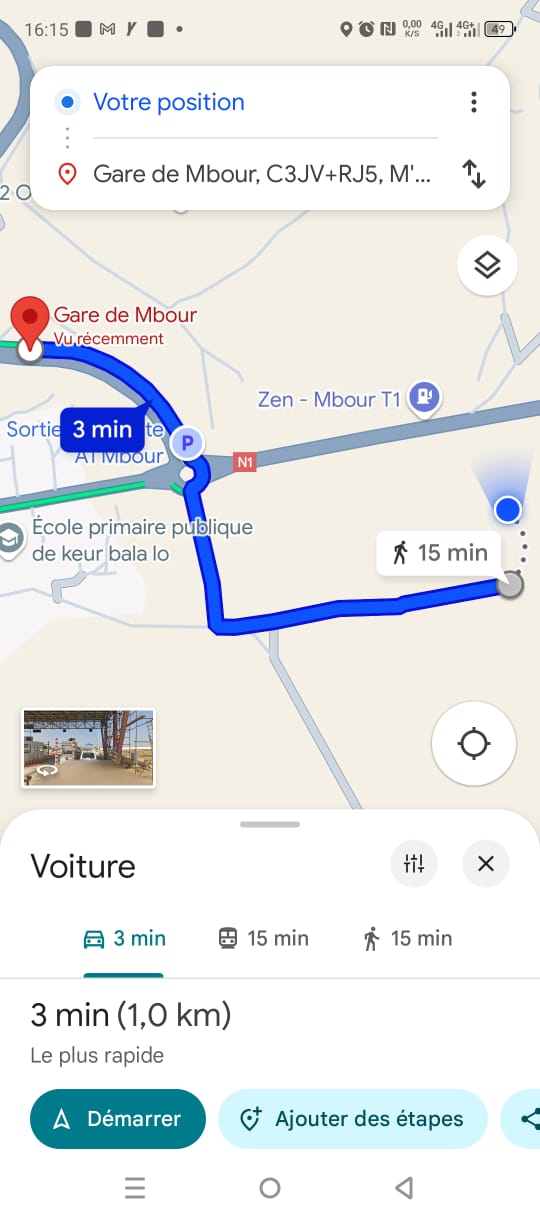 16:15
0,00
K/S
4G
4G+
49
Votre position
Gare de Mbour, C3JV+RJ5, M'...
Gare de Mbour
Vu récemment
Zen - Mbour T1
Sortie
3 min
te
P
A1 Mbour
N1
École primaire publique
de keur bala lo
15 min
Voiture
3 min
15 min
15 min
3 min (1,0 km)
Le plus rapide
Démarrer
Ajouter des étapes